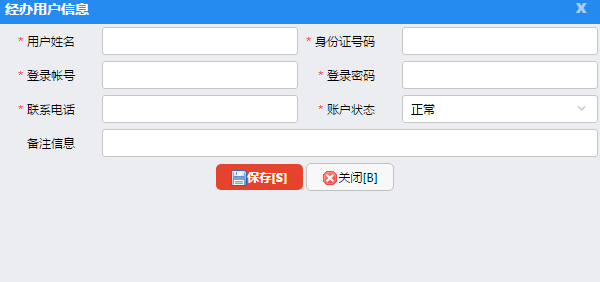 经办用户信息 X
* 用户姓名 * 身份证号码
* 登录帐号 * 登录密码
* 联系电话 * 账户状态 正常
备注信息
保存[S] 关闭[B]